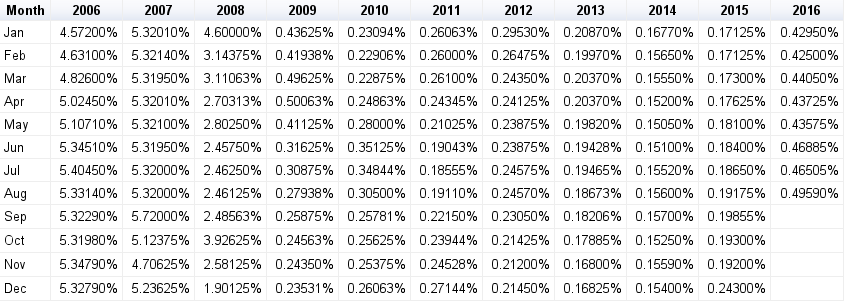 Month 2006 2007 2008 2009 2010 2011 2012 2013 2014 2015 2016
Jan 4.57200% 5.32010% 4.60000% 0.43625% 0.23094% 0.26063% 0.29530% 0.20870% 0.16770% 0.17125% 0.42950%
Feb 4.63100% 5.32140% 3.14375% 0.41938% 0.22906% 0.26000% 0.26475% 0.19970% 0.15650% 0.17125% 0.42500%
Mar 4.82600% 5.31950% 3.11063% 0.49625% 0.22875% 0.26100% 0.24350% 0.20370% 0.15550% 0.17300% 0.44050%
Apr 5.02450% 5.32010% 2.70313% 0.50063% 0.24863% 0.24345% 0.24125% 0.20370% 0.15200% 0.17625% 0.43725%
May 5.10710% 5.32100% 2.80250% 0.41125% 0.28000% 0.21025% 0.23875% 0.19820% 0.15050% 0.18100% 0.43575%
Jun 5.34510% 5.31950% 2.45750% 0.31625% 0.35125% 0.19043% 0.23875% 0.19428% 0.15100% 0.18400% 0.46885%
Jul 5.40450% 5.32000% 2.46250% 0.30875% 0.34844% 0.18555% 0.24575% 0.19465% 0.15520% 0.18650% 0.46505%
Aug 5.33140% 5.32000% 2.46125% 0.27938% 0.30500% 0.19110% 0.24570% 0.18673% 0.15600% 0.19175% 0.49590%
Sep 5.32290% 5.72000% 2.48563% 0.25875% 0.25781% 0.22150% 0.23050% 0.18206% 0.15700% 0.19855%
Oct 5.31980% 5.12375% 3.92625% 0.24563% 0.25625% 0.23944% 0.21425% 0.17885% 0.15250% 0.19300%
Nov 5.34790% 4.70625% 2.58125% 0.24350% 0.25375% 0.24528% 0.21200% 0.16800% 0.15590% 0.19200%
Dec 5.32790% 5.23625% 1.90125% 0.23531% 0.26063% 0.27144% 0.21450% 0.16825% 0.15400% 0.24300%